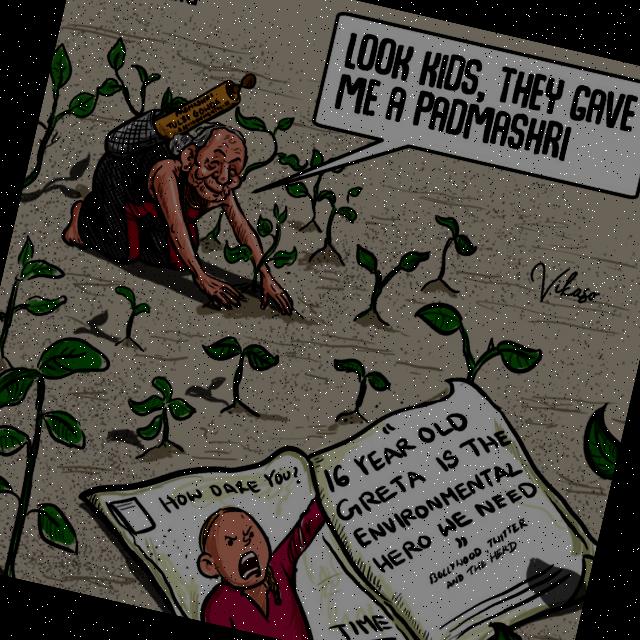 LOOK KIDS, THEY GAVE
ME A PADMASHRI
Vikaso
HOW DARE YOU?
"
16 YEAR OLD
GRETA IS THE
ENVIRONMENTAL
HERO WE NEED
"
BOLLYWOOD, TWITTER
AND THE HERD
TIME